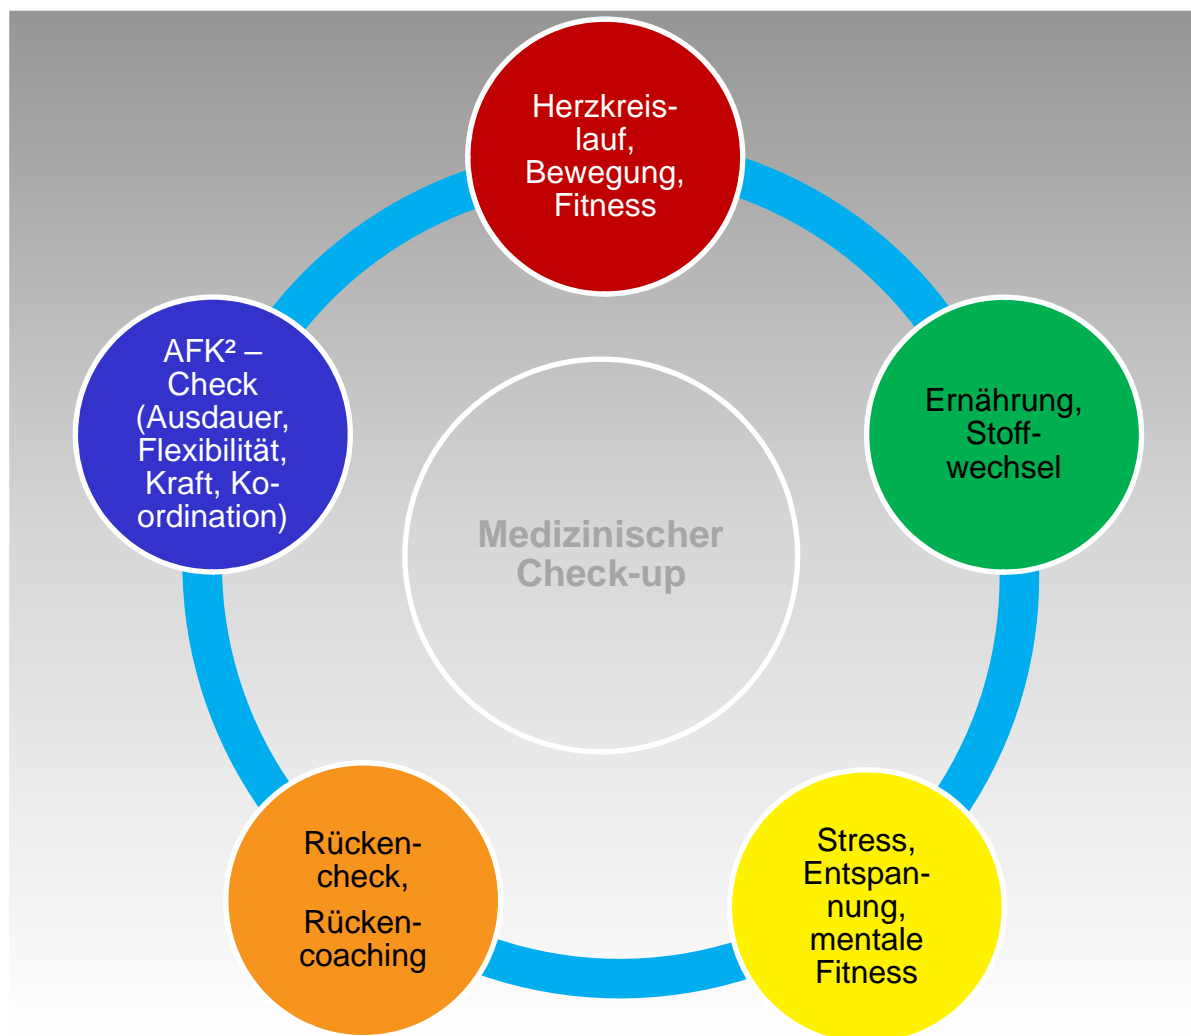 Herzkreis-
lauf,
Bewegung,
Fitness
AFK² –
Check
(Ausdauer,
Flexibilität,
Kraft, Ko-
ordination)
Ernährung,
Stoff-
wechsel
Medizinischer
Check-up
Rücken-
check,
Rücken-
coaching
Stress,
Entspan-
nung,
mentale
Fitness